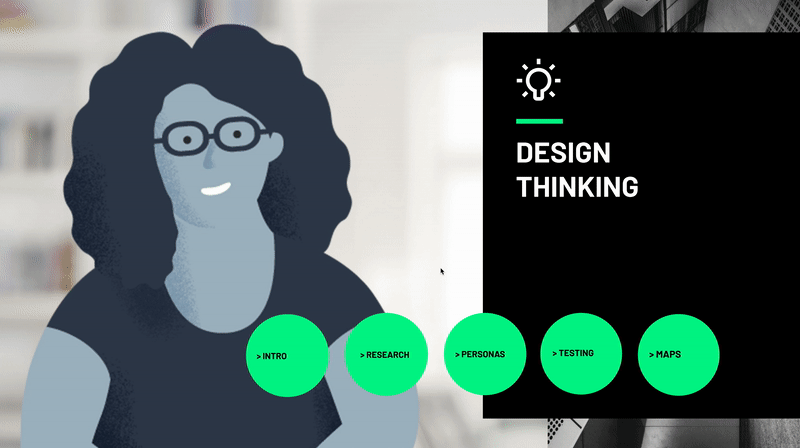 DESIGN
THINKING
> INTRO
> RESEARCH
> PERSONAS
> TESTING
> MAPS